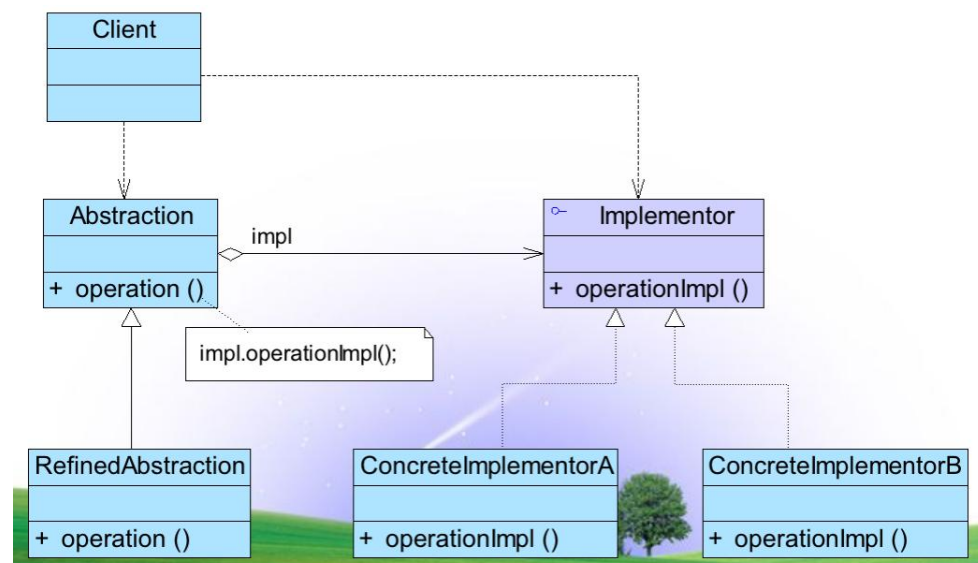 Client
Abstraction
+ operation ()
impl
Implementor
+ operationImpl ()
impl.operationImpl();
RefinedAbstraction
+ operation ()
ConcreteImplementorA
+ operationImpl ()
ConcreteImplementorB
+ operationImpl ()